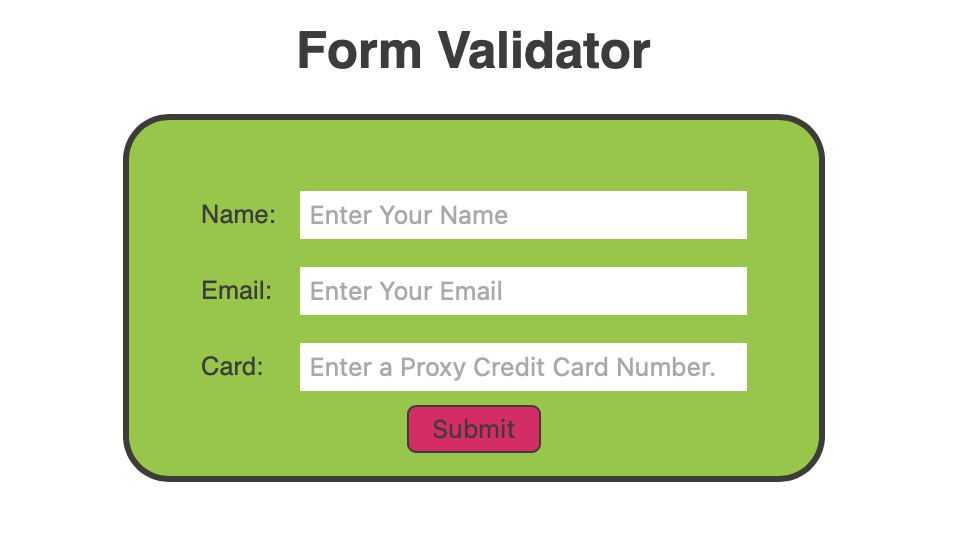 Form Validator
Name: Enter Your Name
Email: Enter Your Email
Card: Enter a Proxy Credit Card Number.
Submit